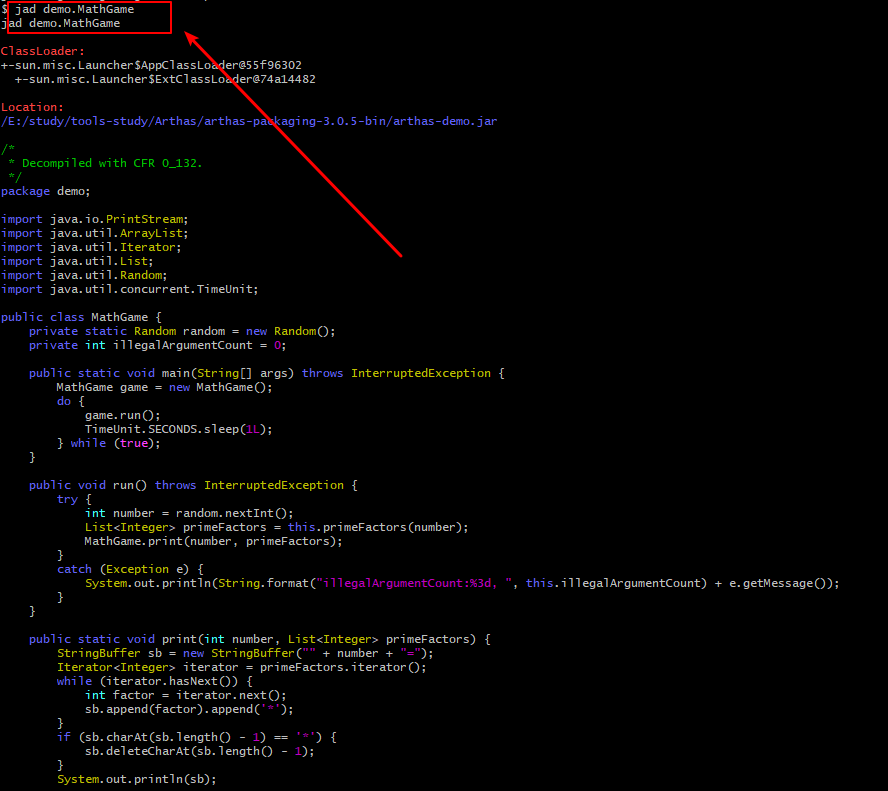 $ jad demo.MathGame
jad demo.MathGame
ClassLoader:
+-sun.misc.Launcher$AppClassLoader@55f96302
  +-sun.misc.Launcher$ExtClassLoader@74a14482
Location:
/E:/study/tools-study/Arthas/arthas-packaging-3.0.5-bin/arthas-demo.jar
/*
 * Decompiled with CFR 0_132.
 */
package demo;
import java.io.PrintStream;
import java.util.ArrayList;
import java.util.Iterator;
import java.util.List;
import java.util.Random;
import java.util.concurrent.TimeUnit;
public class MathGame {
    private static Random random = new Random();
    private int illegalArgumentCount = 0;
    public static void main(String[] args) throws InterruptedException {
        MathGame game = new MathGame();
        do {
            game.run();
            TimeUnit.SECONDS.sleep(1L);
        } while (true);
    }
    public void run() throws InterruptedException {
        try {
            int number = random.nextInt();
            List<Integer> primeFactors = this.primeFactors(number);
            MathGame.print(number, primeFactors);
        }
        catch (Exception e) {
            System.out.println(String.format("illegalArgumentCount:%3d, ", this.illegalArgumentCount) + e.getMessage());
        }
    }
    public static void print(int number, List<Integer> primeFactors) {
        StringBuffer sb = new StringBuffer("" + number + "=");
        Iterator<Integer> iterator = primeFactors.iterator();
        while (iterator.hasNext()) {
            int factor = iterator.next();
            sb.append(factor).append('*');
        }
        if (sb.charAt(sb.length() - 1) == '*') {
            sb.deleteCharAt(sb.length() - 1);
        }
        System.out.println(sb);